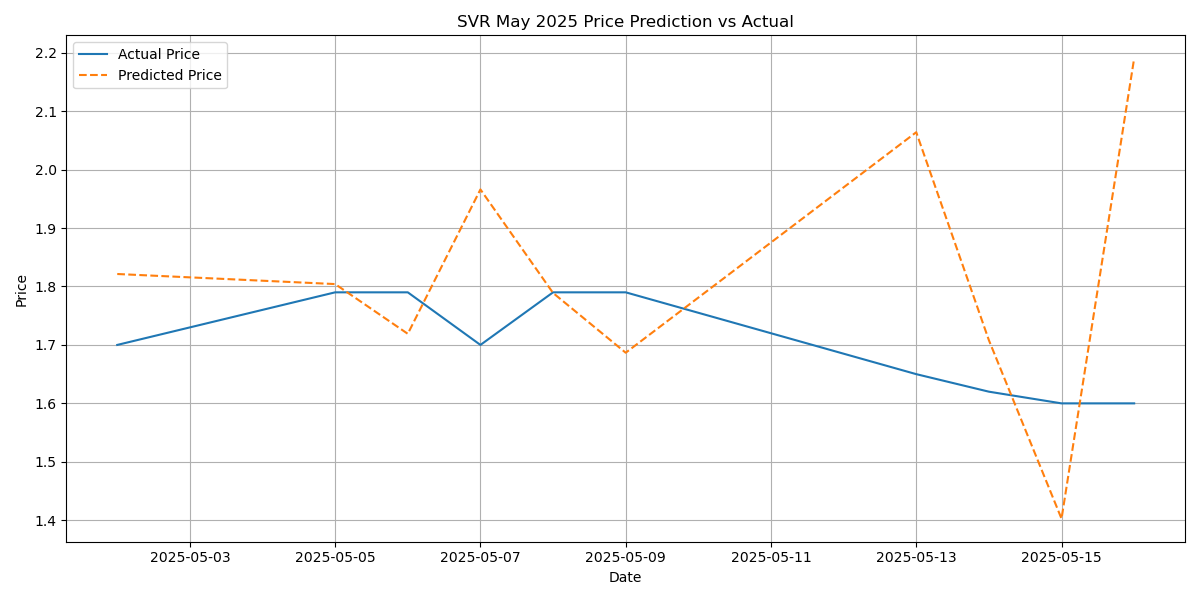 SVR May 2025 Price Prediction vs Actual
Actual Price
Predicted Price
Price
2.2
2.1
2.0
1.9
1.8
1.7
1.6
1.5
1.4
2025-05-03 2025-05-05 2025-05-07 2025-05-09 2025-05-11 2025-05-13 2025-05-15
Date